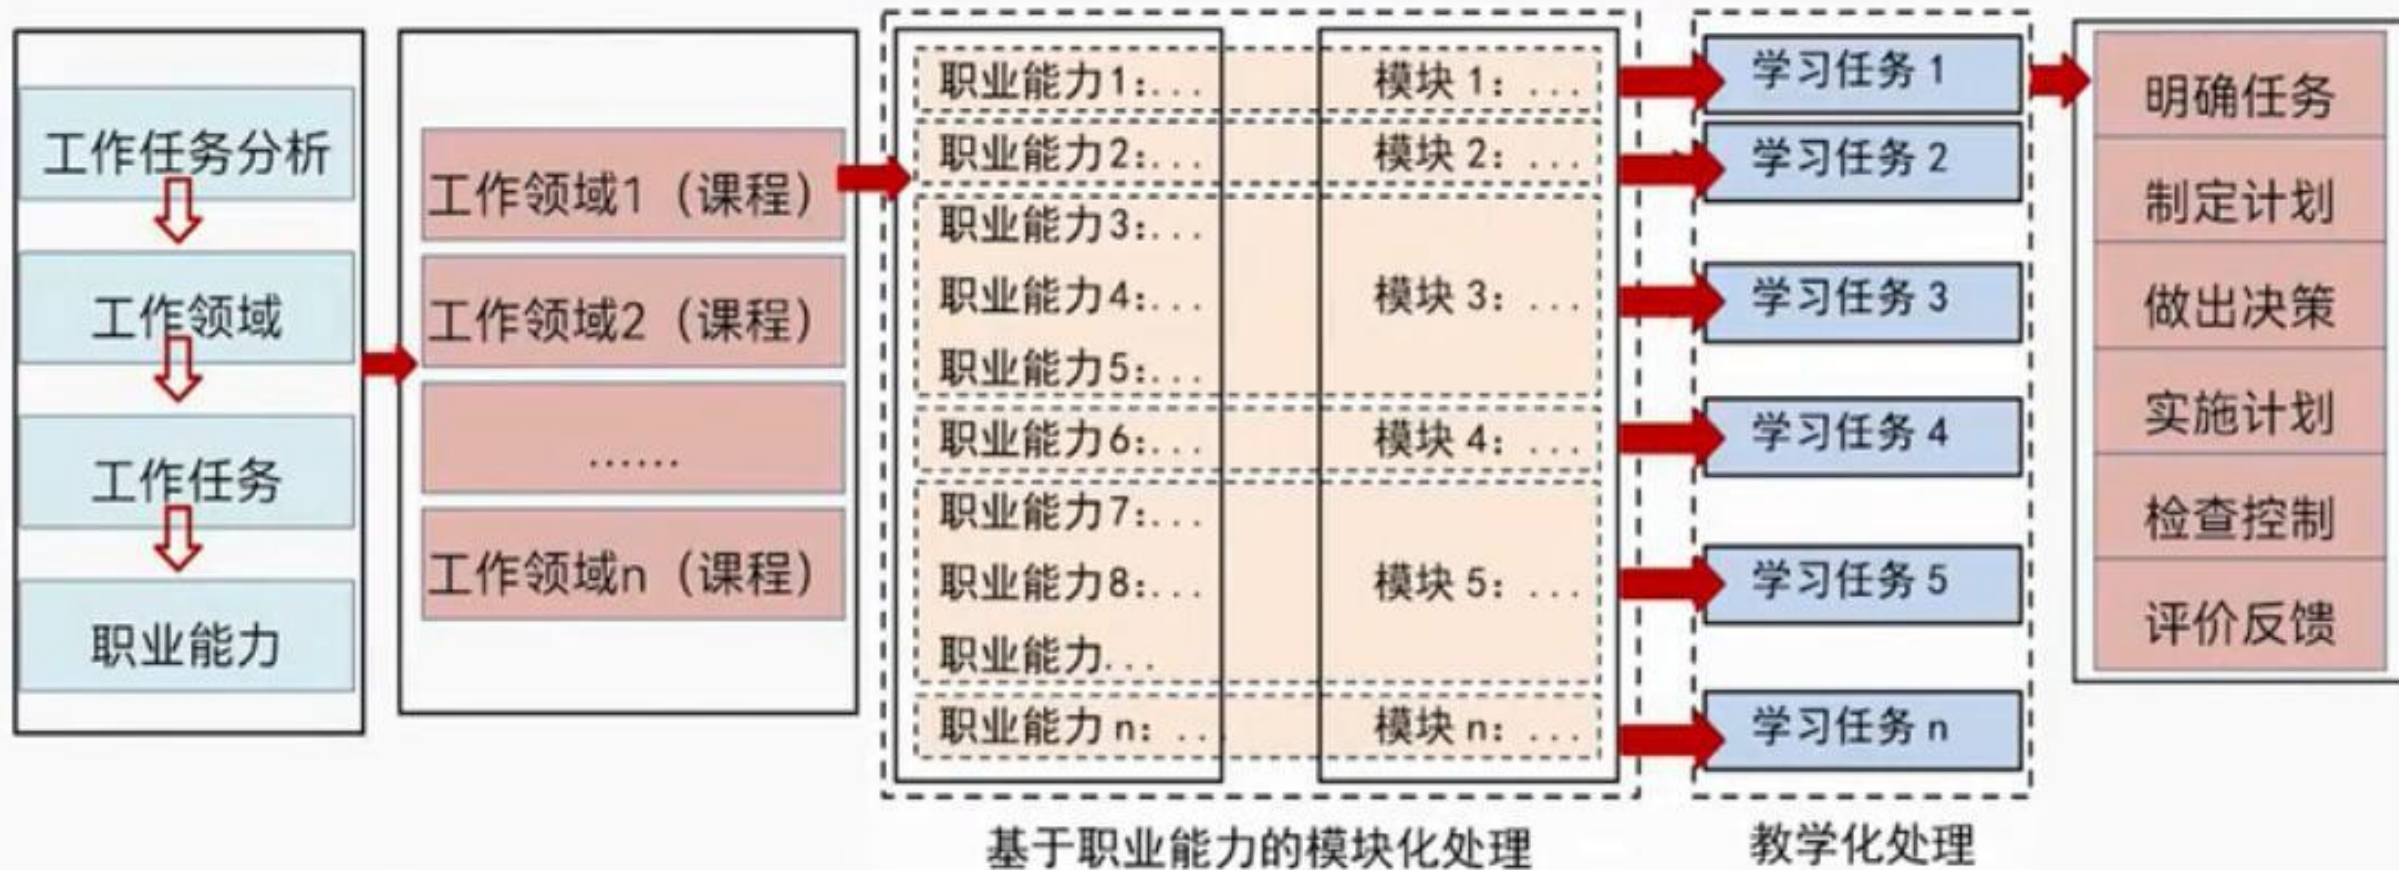 工作任务分析
工作领域
工作任务
职业能力
工作领域1（课程）
工作领域2（课程）
......
工作领域n（课程）
职业能力1:...
职业能力2:...
职业能力3:...
职业能力4:...
职业能力5:...
职业能力6:...
职业能力7:...
职业能力8:...
职业能力...
职业能力n: ...
模块1: ...
模块2: ...
模块3: ...
模块4: ...
模块5: ...
模块n: ...
基于职业能力的模块化处理
学习任务1
学习任务2
学习任务3
学习任务4
学习任务5
学习任务n
教学化处理
明确任务
制定计划
做出决策
实施计划
检查控制
评价反馈